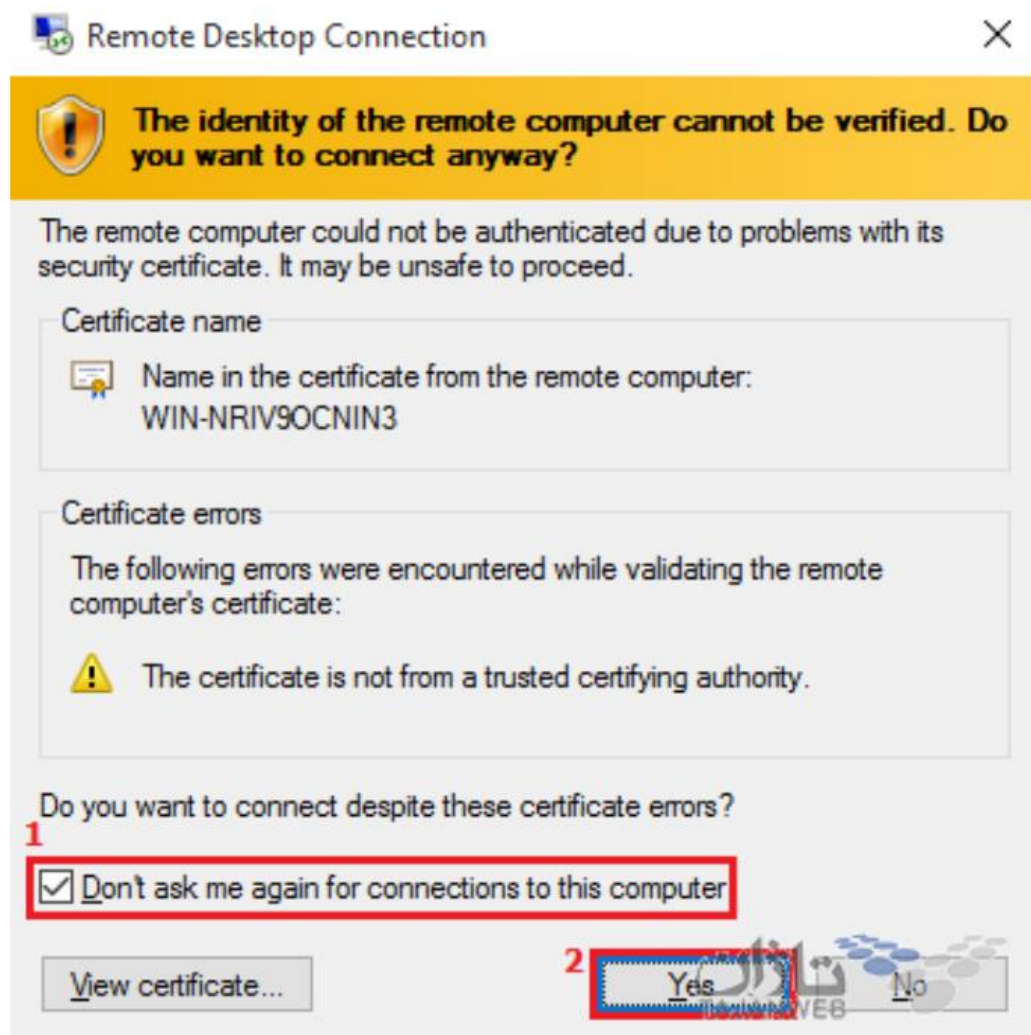 Remote Desktop Connection
The identity of the remote computer cannot be verified. Do
you want to connect anyway?
The remote computer could not be authenticated due to problems with its
security certificate. It may be unsafe to proceed.
Certificate name
Name in the certificate from the remote computer:
WIN-NRIV9OCNIN3
Certificate errors
The following errors were encountered while validating the remote
computer's certificate:
The certificate is not from a trusted certifying authority.
Do you want to connect despite these certificate errors?
1
Don't ask me again for connections to this computer
View certificate...
2
Yes
No